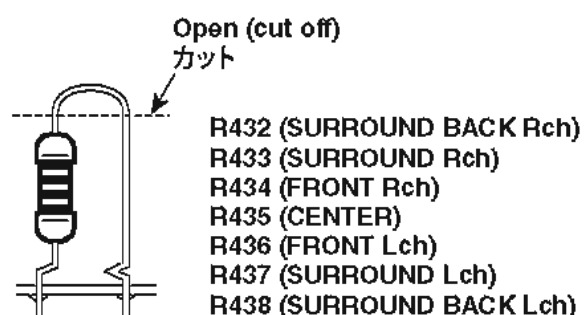 Open (cut off)
カット
R432 (SURROUND BACK Rch)
R433 (SURROUND Rch)
R434 (FRONT Rch)
R435 (CENTER)
R436 (FRONT Lch)
R437 (SURROUND Lch)
R438 (SURROUND BACK Lch)